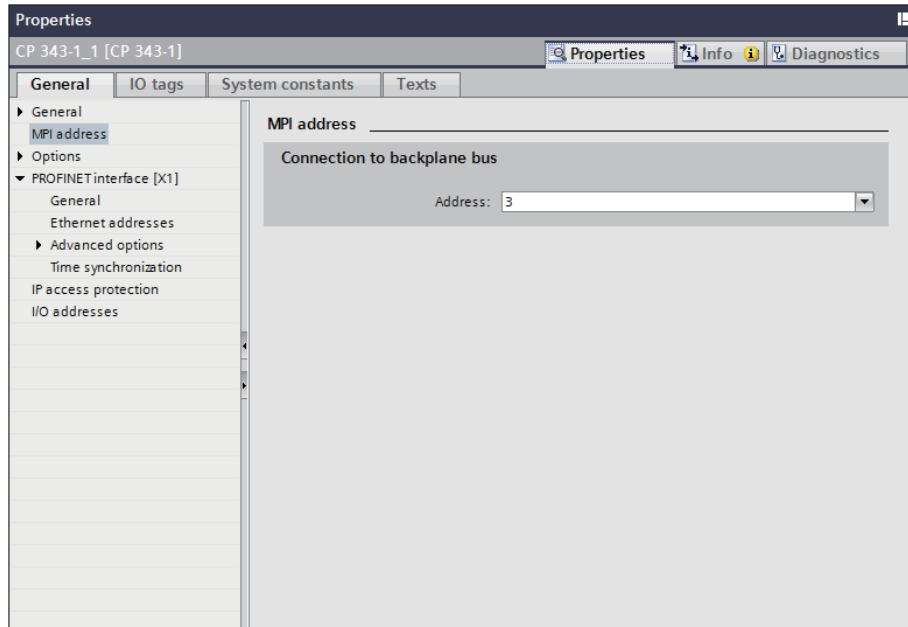 Properties
CP 343-1_1 [CP 343-1]
Properties Info Diagnostics
General IO tags System constants Texts
General
MPI address
Options
PROFINET interface [X1]
General
Ethernet addresses
Advanced options
Time synchronization
IP access protection
I/O addresses
MPI address
Connection to backplane bus
Address: 3